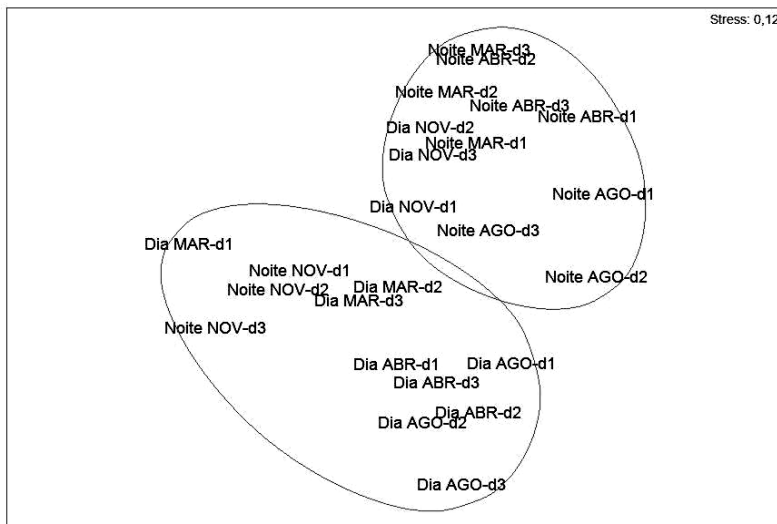 Stress: 0,12
Noite MAR-d3
Noite ABR-d2
Noite MAR-d2
Noite ABR-d3
Noite ABR-d1
Dia NOV-d2
Noite MAR-d1
Dia NOV-d3
Noite AGO-d1
Dia NOV-d1
Noite AGO-d3
Dia MAR-d1
Noite NOV-d1
Noite AGO-d2
Noite NOV-d2
Dia MAR-d2
Dia MAR-d3
Noite NOV-d3
Dia ABR-d1
Dia AGO-d1
Dia ABR-d3
Dia ABR-d2
Dia AGO-d2
Dia AGO-d3